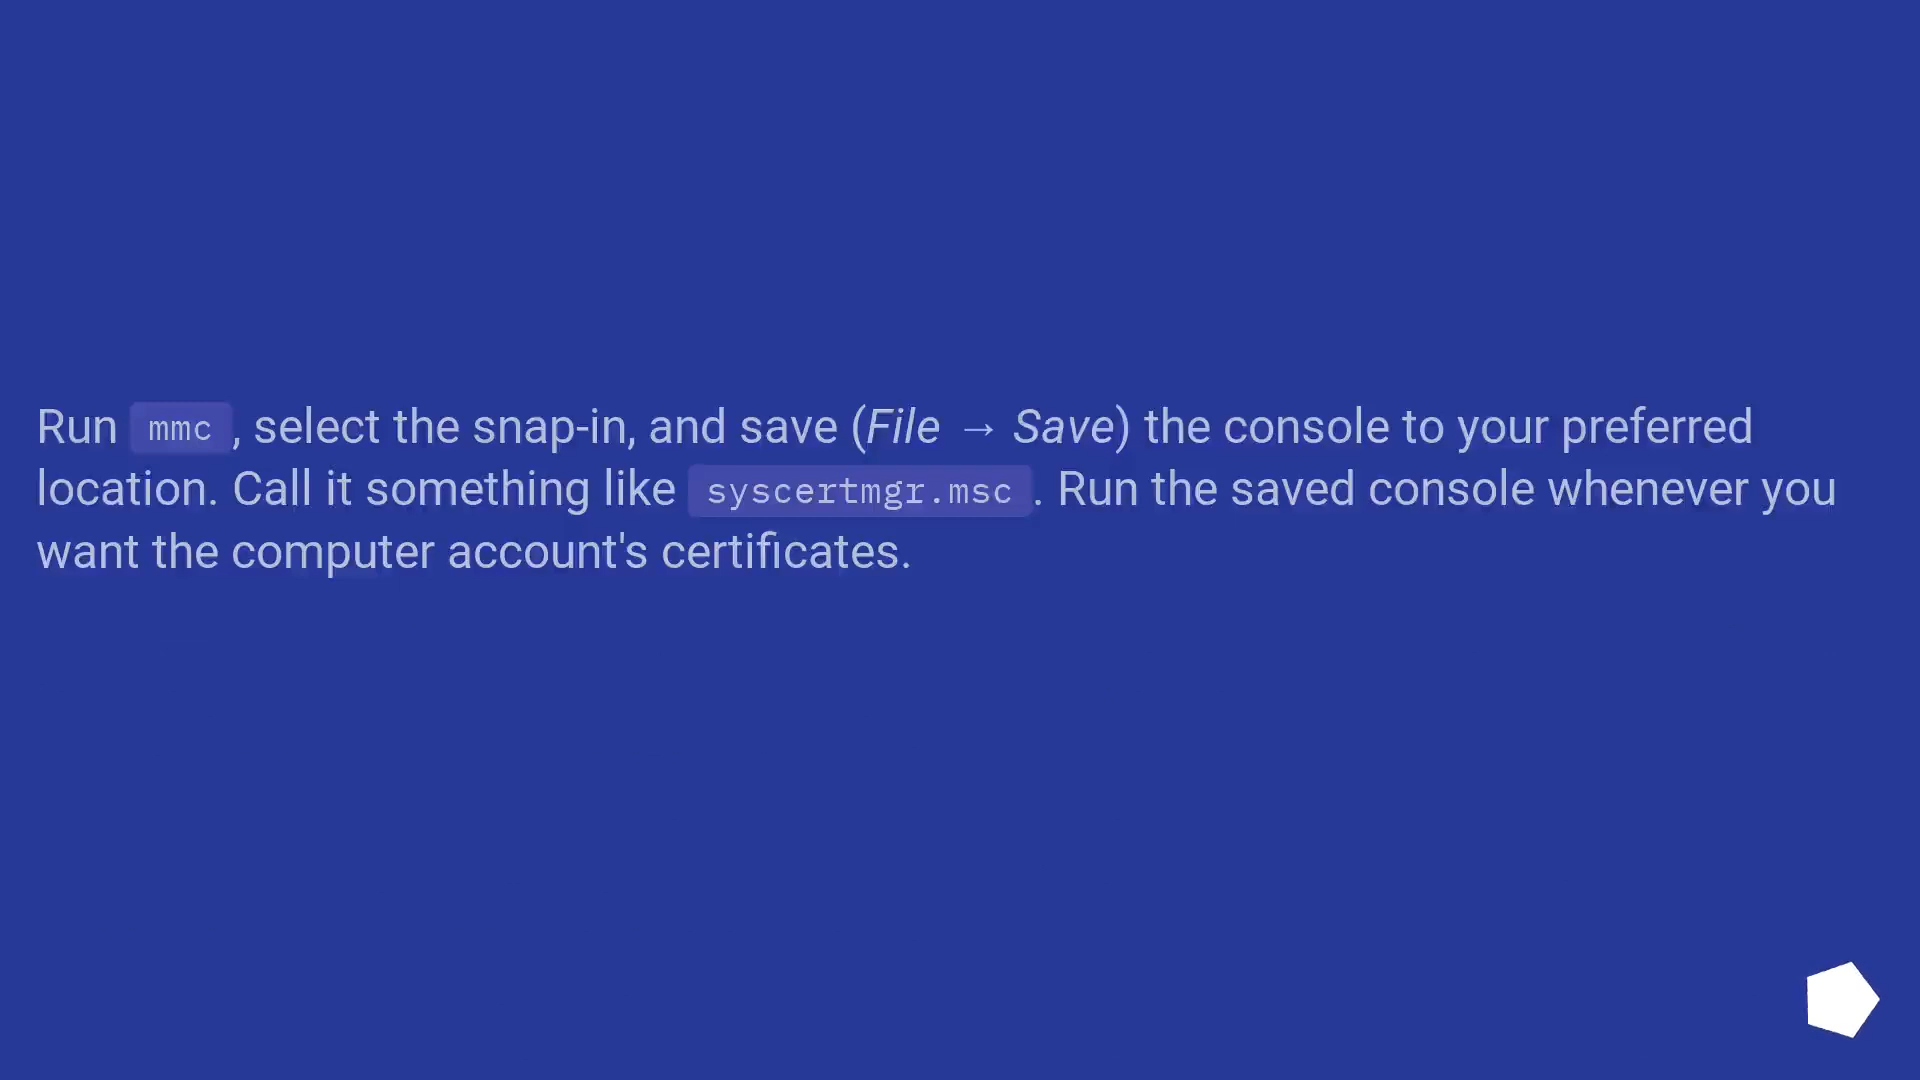 Run mmc, select the snap-in, and save (File → Save) the console to your preferred
location. Call it something like syscertmgr.msc. Run the saved console whenever you
want the computer account's certificates.